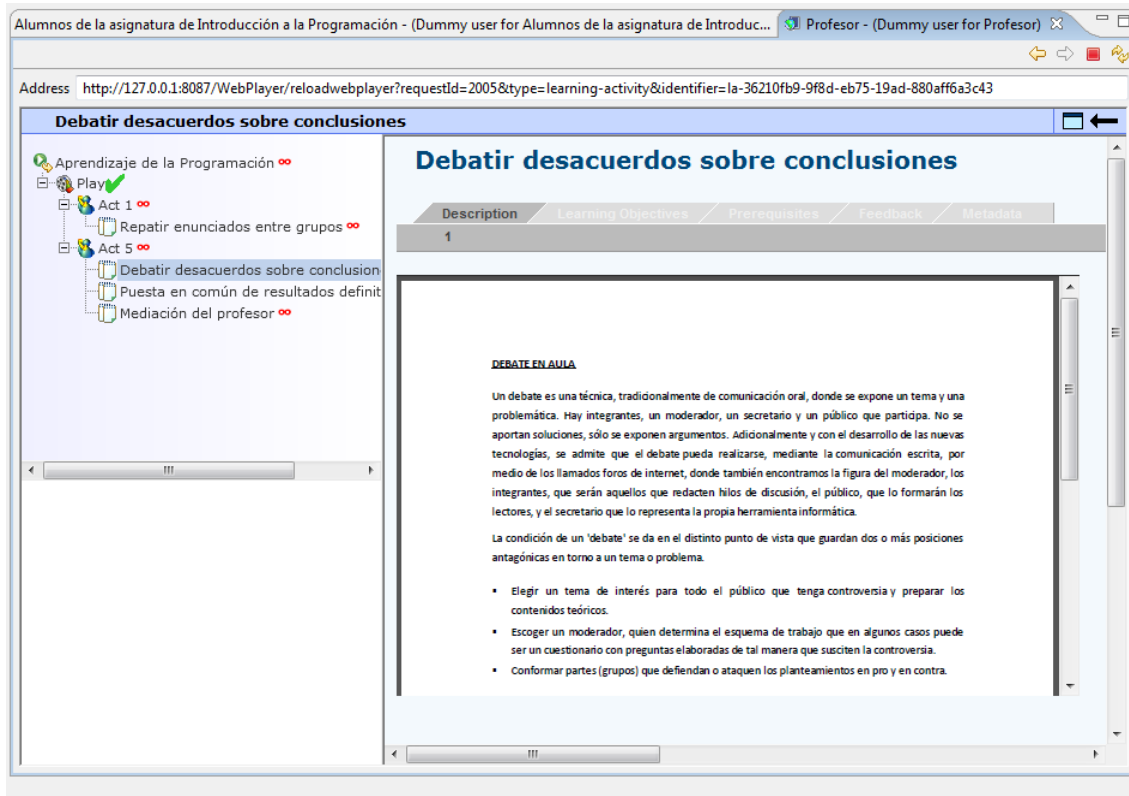 Alumnos de la asignatura de Introducción a la Programación - (Dummy user for Alumnos de la asignatura de Introduc...
Profesor - (Dummy user for Profesor)
Address http://127.0.0.1:8087/WebPlayer/reloadwebplayer?requestId=2005&type=learning-activity&identifier=la-36210fb9-9f8d-eb75-19ad-880aff6a3c43
Debatir desacuerdos sobre conclusiones
Aprendizaje de la Programación
Play
Act 1
Repatir enunciados entre grupos
Act 5
Debatir desacuerdos sobre conclusion
Puesta en común de resultados definit
Mediación del profesor
Debatir desacuerdos sobre conclusiones
Description Learning Objectives Prerequisites Feedback Metadata
1
DEBATE EN AULA
Un debate es una técnica, tradicionalmente de comunicación oral, donde se expone un tema y una
problemática. Hay integrantes, un moderador, un secretario y un público que participa. No se
aportan soluciones, sólo se exponen argumentos. Adicionalmente y con el desarrollo de las nuevas
tecnologías, se admite que el debate pueda realizarse, mediante la comunicación escrita, por
medio de los llamados foros de internet, donde también encontramos la figura del moderador, los
integrantes, que serán aquellos que redacten hilos de discusión, el público, que lo formarán los
lectores, y el secretario que lo representa la propia herramienta informática.
La condición de un 'debate' se da en el distinto punto de vista que guardan dos o más posiciones
antagónicas en torno a un tema o problema.
▪ Elegir un tema de interés para todo el público que tenga controversia y preparar los
contenidos teóricos.
▪ Escoger un moderador, quien determina el esquema de trabajo que en algunos casos puede
ser un cuestionario con preguntas elaboradas de tal manera que susciten la controversia.
▪ Conformar partes (grupos) que defiendan o ataquen los planteamientos en pro y en contra.